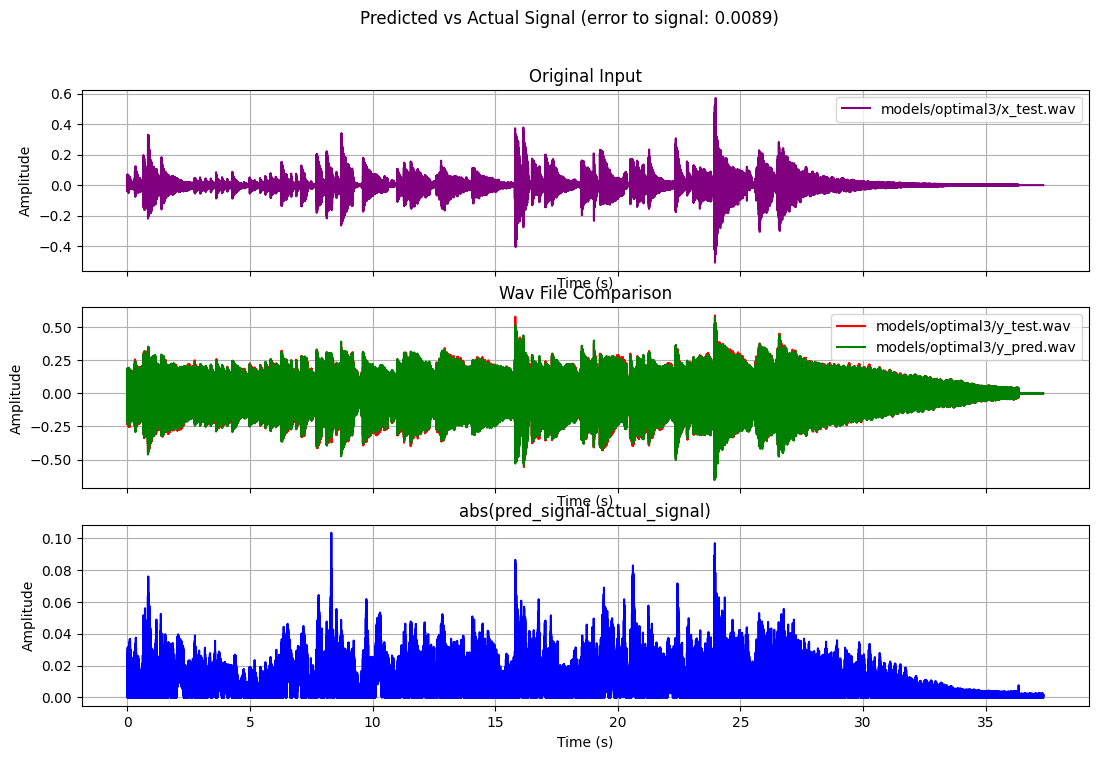 Predicted vs Actual Signal (error to signal: 0.0089)
Original Input
0.6
0.4
0.2
0.0
−0.2
−0.4
Amplitude
models/optimal3/x_test.wav
Time (s)
Wav File Comparison
0.50
0.25
0.00
−0.25
−0.50
Amplitude
models/optimal3/y_test.wav
models/optimal3/y_pred.wav
Time (s)
abs(pred_signal-actual_signal)
0.10
0.08
0.06
0.04
0.02
0.00
Amplitude
0 5 10 15 20 25 30 35
Time (s)